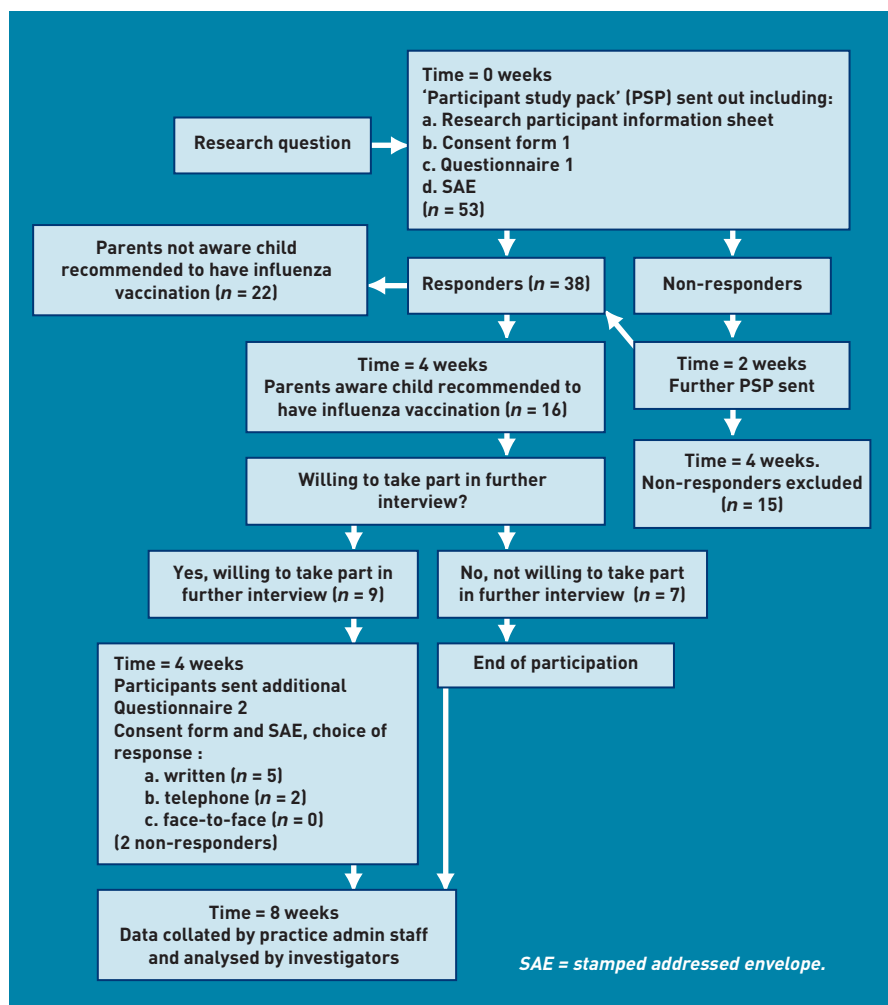 Time = 0 weeks
‘Participant study pack’ (PSP) sent out including:
a. Research participant information sheet
b. Consent form 1
c. Questionnaire 1
d. SAE
(n = 53)
Research question
Parents not aware child
recommended to have influenza
vaccination (n = 22)
Responders (n = 38)
Non-responders
Time = 4 weeks
Parents aware child recommended to
have influenza vaccination (n = 16)
Time = 2 weeks
Further PSP sent
Time = 4 weeks.
Non-responders excluded
(n = 15)
Willing to take part in further
interview?
Yes, willing to take part in
further interview (n = 9)
No, not willing to take part
in further interview (n = 7)
Time = 4 weeks
Participants sent additional
Questionnaire 2
Consent form and SAE, choice of
response :
a. written (n = 5)
b. telephone (n = 2)
c. face-to-face (n = 0)
(2 non-responders)
End of participation
Time = 8 weeks
Data collated by practice admin staff
and analysed by investigators
SAE = stamped addressed envelope.